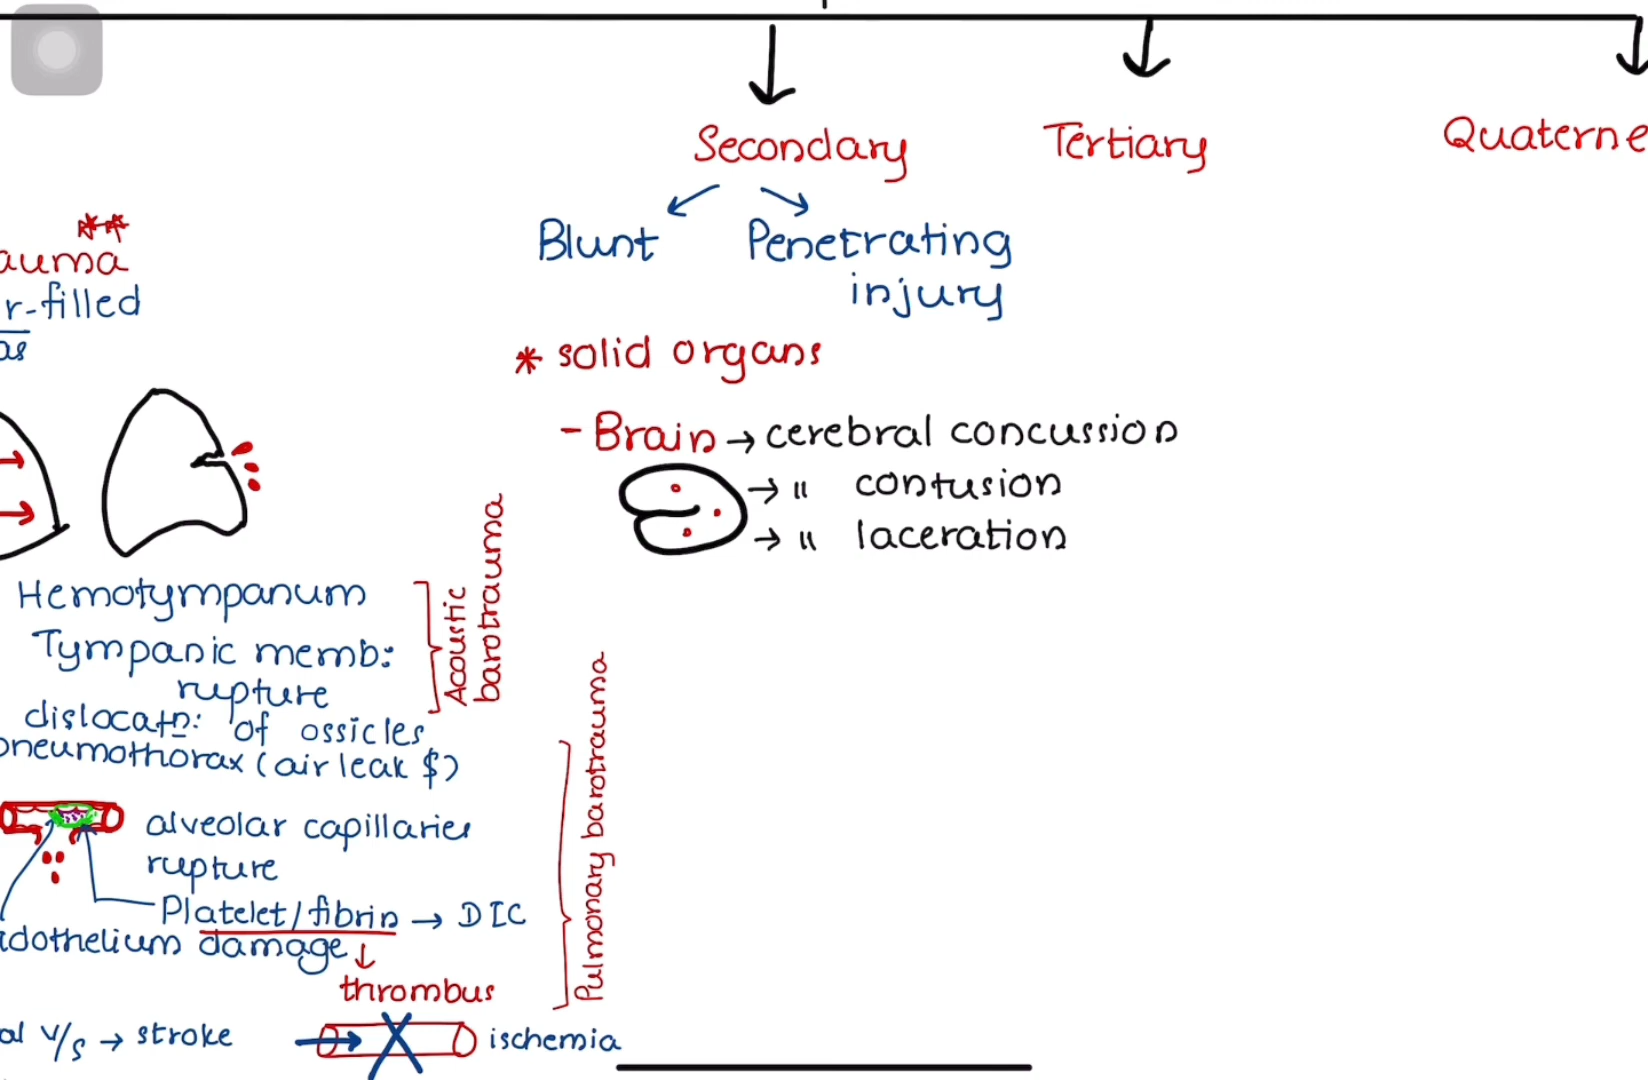 Secondary
Tertiary
Quaterne
Blunt
Penetrating
injury
**
auma
r-filled
as
* solid organs
- Brain → cerebral concussion
→ " contusion
→ " laceration
Hemotympanum
Tympanic memb:
rupture
dislocatn: of ossicles
pneumothorax (air leak $)
Acoustic
barotrauma
alveolar capillaries
rupture
Platelet/fibrin → DIC
dothelium damage ↓
thrombus
Pulmonary barotrauma
al v/s → stroke
ischemia